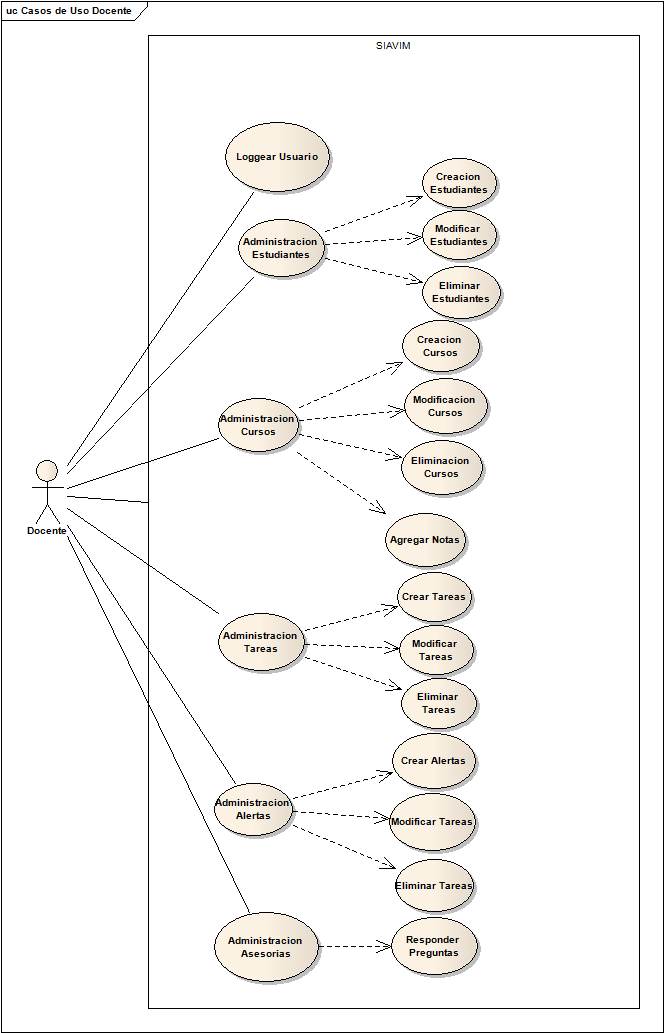 uc Casos de Uso Docente
SIAVIM
Loggear Usuario
Creacion
Estudiantes
Administracion
Estudiantes
Modificar
Estudiantes
Eliminar
Estudiantes
Creacion
Cursos
Administracion
Cursos
Modificacion
Cursos
Eliminacion
Cursos
Docente
Agregar Notas
Crear Tareas
Administracion
Tareas
Modificar
Tareas
Eliminar
Tareas
Crear Alertas
Administracion
Alertas
Modificar Tareas
Eliminar Tareas
Administracion
Asesorias
Responder
Preguntas